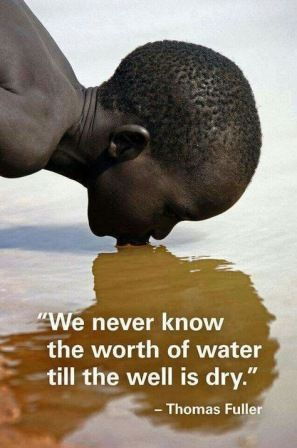 “We never know
the worth of water
till the well is dry.”
– Thomas Fuller